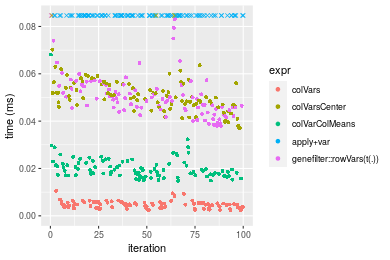 0.08
0.06
0.04
0.02
0.00
time (ms)
0
25
50
75
100
iteration
expr
colVars
colVarsCenter
colVarColMeans
apply+var
genefilter::rowVars(t(.))